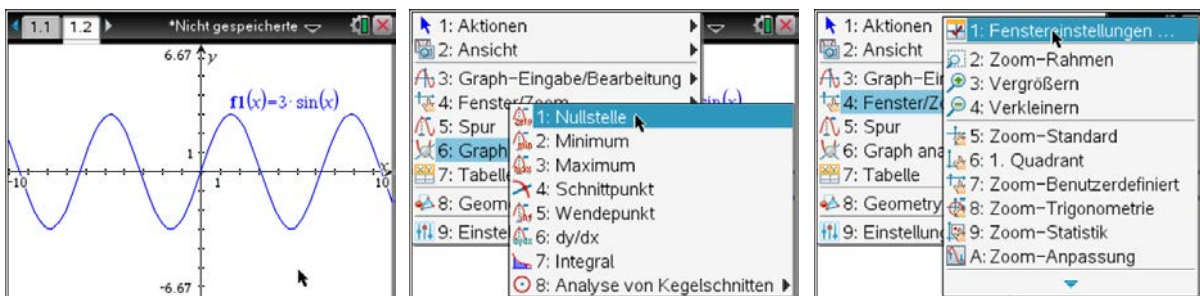 1.1 1.2 *Nicht gespeicherte
6.67 y
f1(x)=3·sin(x)
1
x
-10 1 10
-6.67
1: Aktionen
2: Ansicht
3: Graph-Eingabe/Bearbeitung
4: Fenster/Zoom
5: Spur
6: Graph
7: Tabelle
8: Geom
9: Einste
1: Nullstelle
2: Minimum
3: Maximum
4: Schnittpunkt
5: Wendepunkt
6: dy/dx
7: Integral
8: Analyse von Kegelschnitten
1: Aktionen
2: Ansicht
3: Graph-Ei
4: Fenster/Z
5: Spur
6: Graph ana
7: Tabelle
8: Geometry
9: Einstellun
1: Fenstereinstellungen ...
2: Zoom-Rahmen
3: Vergrößern
4: Verkleinern
5: Zoom-Standard
6: 1. Quadrant
7: Zoom-Benutzerdefiniert
8: Zoom-Trigonometrie
9: Zoom-Statistik
A: Zoom-Anpassung